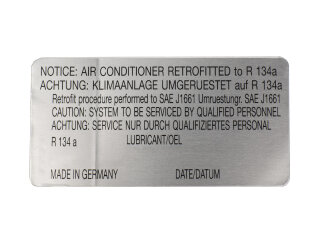 NOTICE: AIR CONDITIONER RETROFITTED to R 134a
ACHTUNG: KLIMAANLAGE UMGERUESTET auf R 134a
Retrofit procedure performed to SAE J1661 Umruestungr. SAE J1661
CAUTION: SYSTEM TO BE SERVICED BY QUALIFIED PERSONNEL
ACHTUNG: SERVICE NUR DURCH QUALIFIZIERTES PERSONAL
R 134 a LUBRICANT/OEL
MADE IN GERMANY DATE/DATUM